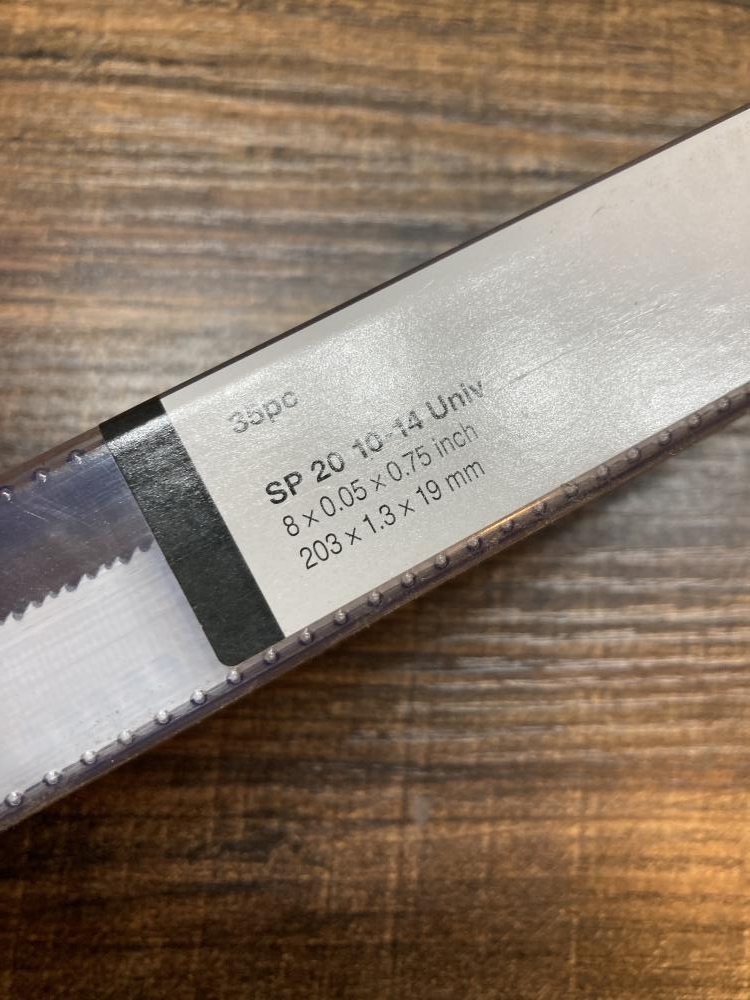 35pc
SP 20 10-14 Univ
8 x 0.05 x 0.75 inch
203 x 1.3 x 19 mm